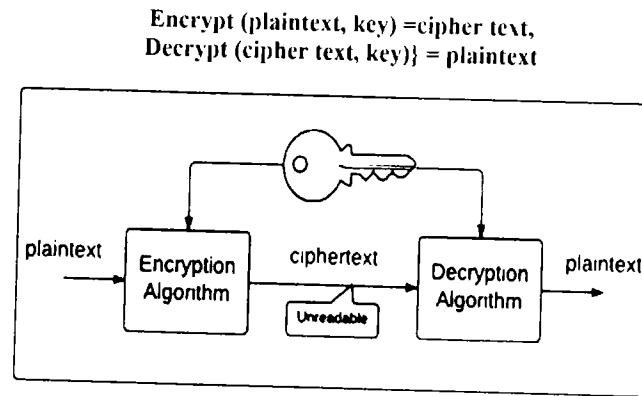 Encrypt (plaintext, key) =cipher text,
Decrypt (cipher text, key)} = plaintext
plaintext
Encryption
Algorithm
ciphertext
Unreadable
Decryption
Algorithm
plaintext